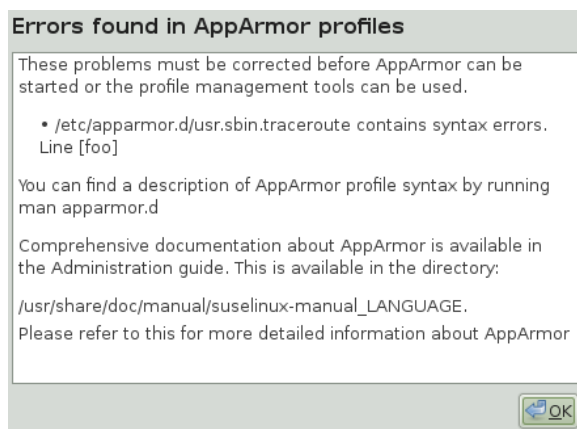 Errors found in AppArmor profiles
These problems must be corrected before AppArmor can be
started or the profile management tools can be used.
• /etc/apparmor.d/usr.sbin.traceroute contains syntax errors.
Line [foo]
You can find a description of AppArmor profile syntax by running
man apparmor.d
Comprehensive documentation about AppArmor is available in
the Administration guide. This is available in the directory:
/usr/share/doc/manual/suselinux-manual_LANGUAGE.
Please refer to this for more detailed information about AppArmor
OK